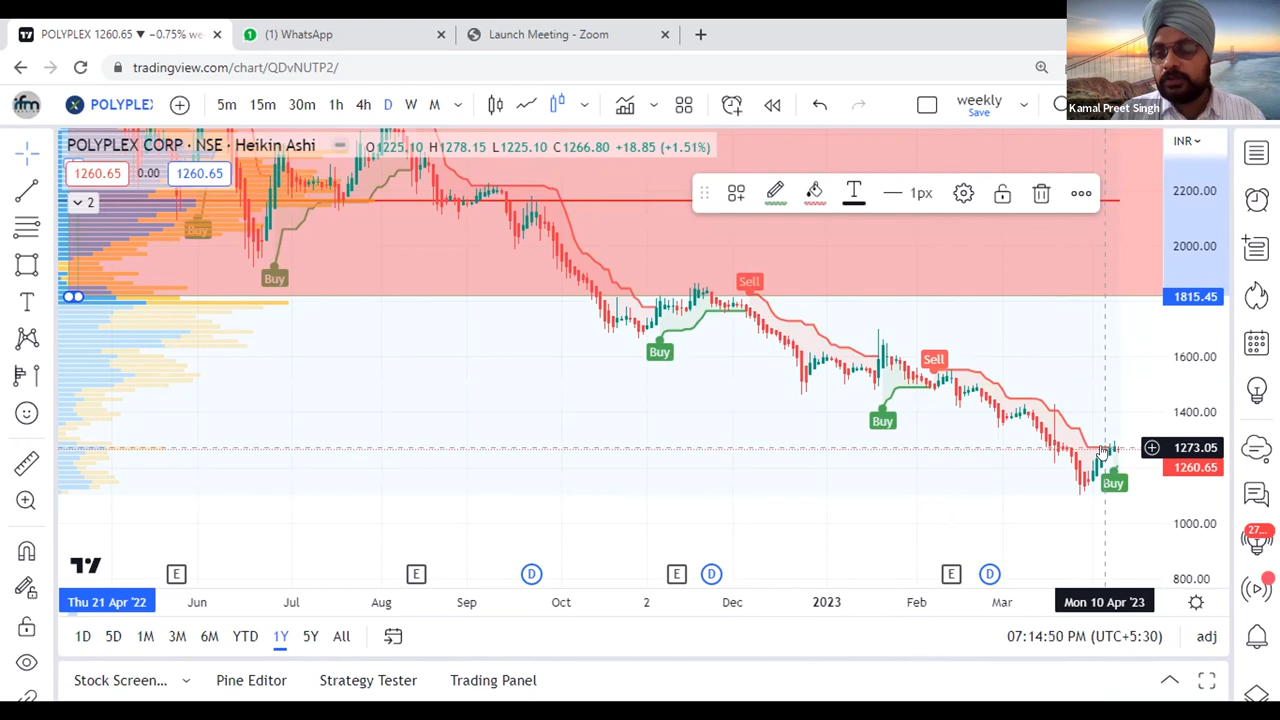 POLYPLEX 1260.65 ▼ −0.75% we
(1) WhatsApp
Launch Meeting - Zoom
tradingview.com/chart/QDvNUTP2/
Kamal Preet Singh
ifm
POLYPLEX
5m 15m 30m 1h 4h D W M
weekly
Save
POLYPLEX CORP · NSE · Heikin Ashi
O1225.10 H1278.15 L1225.10 C1266.80 +18.85 (+1.51%)
INR
1260.65 0.00 1260.65
2
T 1px
2200.00
2000.00
1815.45
1600.00
1400.00
1273.05
1260.65
1000.00
800.00
Buy
Buy
Sell
Buy
Sell
Buy
Buy
27...
E E D E D E D
Thu 21 Apr '22 Jun Jul Aug Sep Oct 2 Dec 2023 Feb Mar Mon 10 Apr '23
1D 5D 1M 3M 6M YTD 1Y 5Y All
07:14:50 PM (UTC+5:30) adj
Stock Screen... Pine Editor Strategy Tester Trading Panel